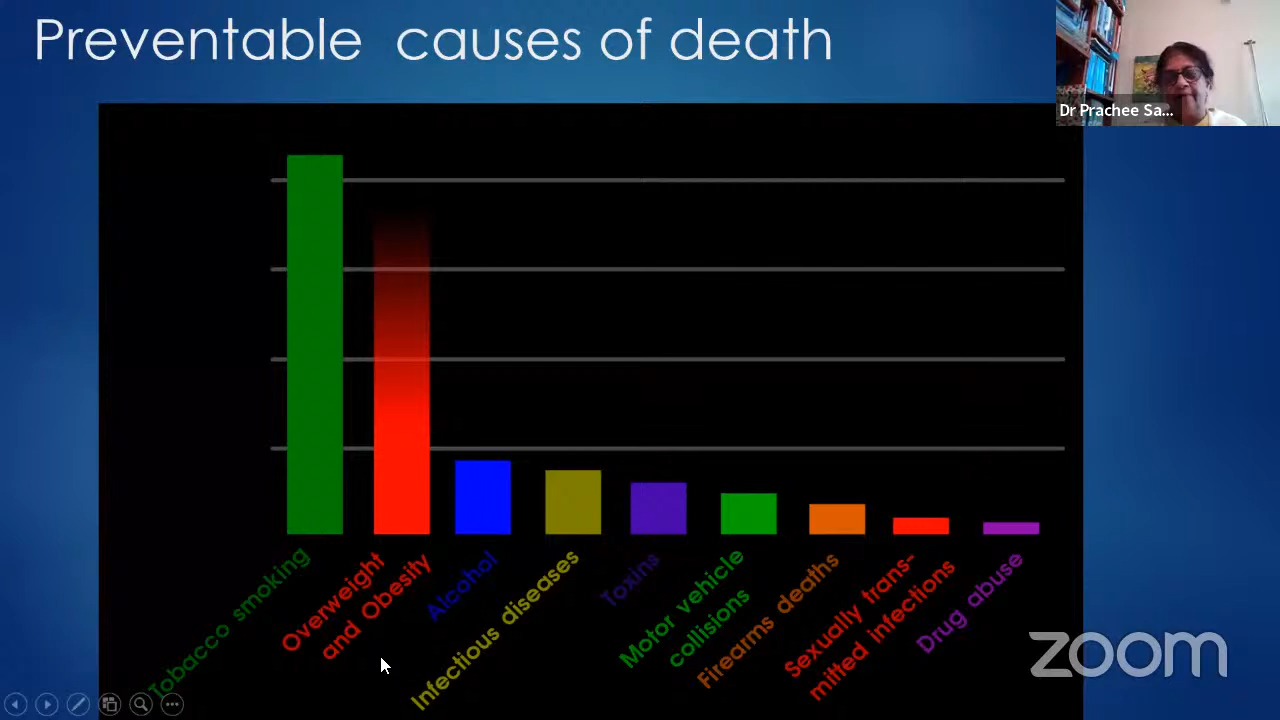 Preventable causes of death
Dr Prachee Sa...
Tobacco smoking
Overweight
and Obesity
Alcohol
Infectious diseases
Toxins
Motor vehicle
collisions
Firearms deaths
Sexually trans-
mitted infections
Drug abuse
zoom